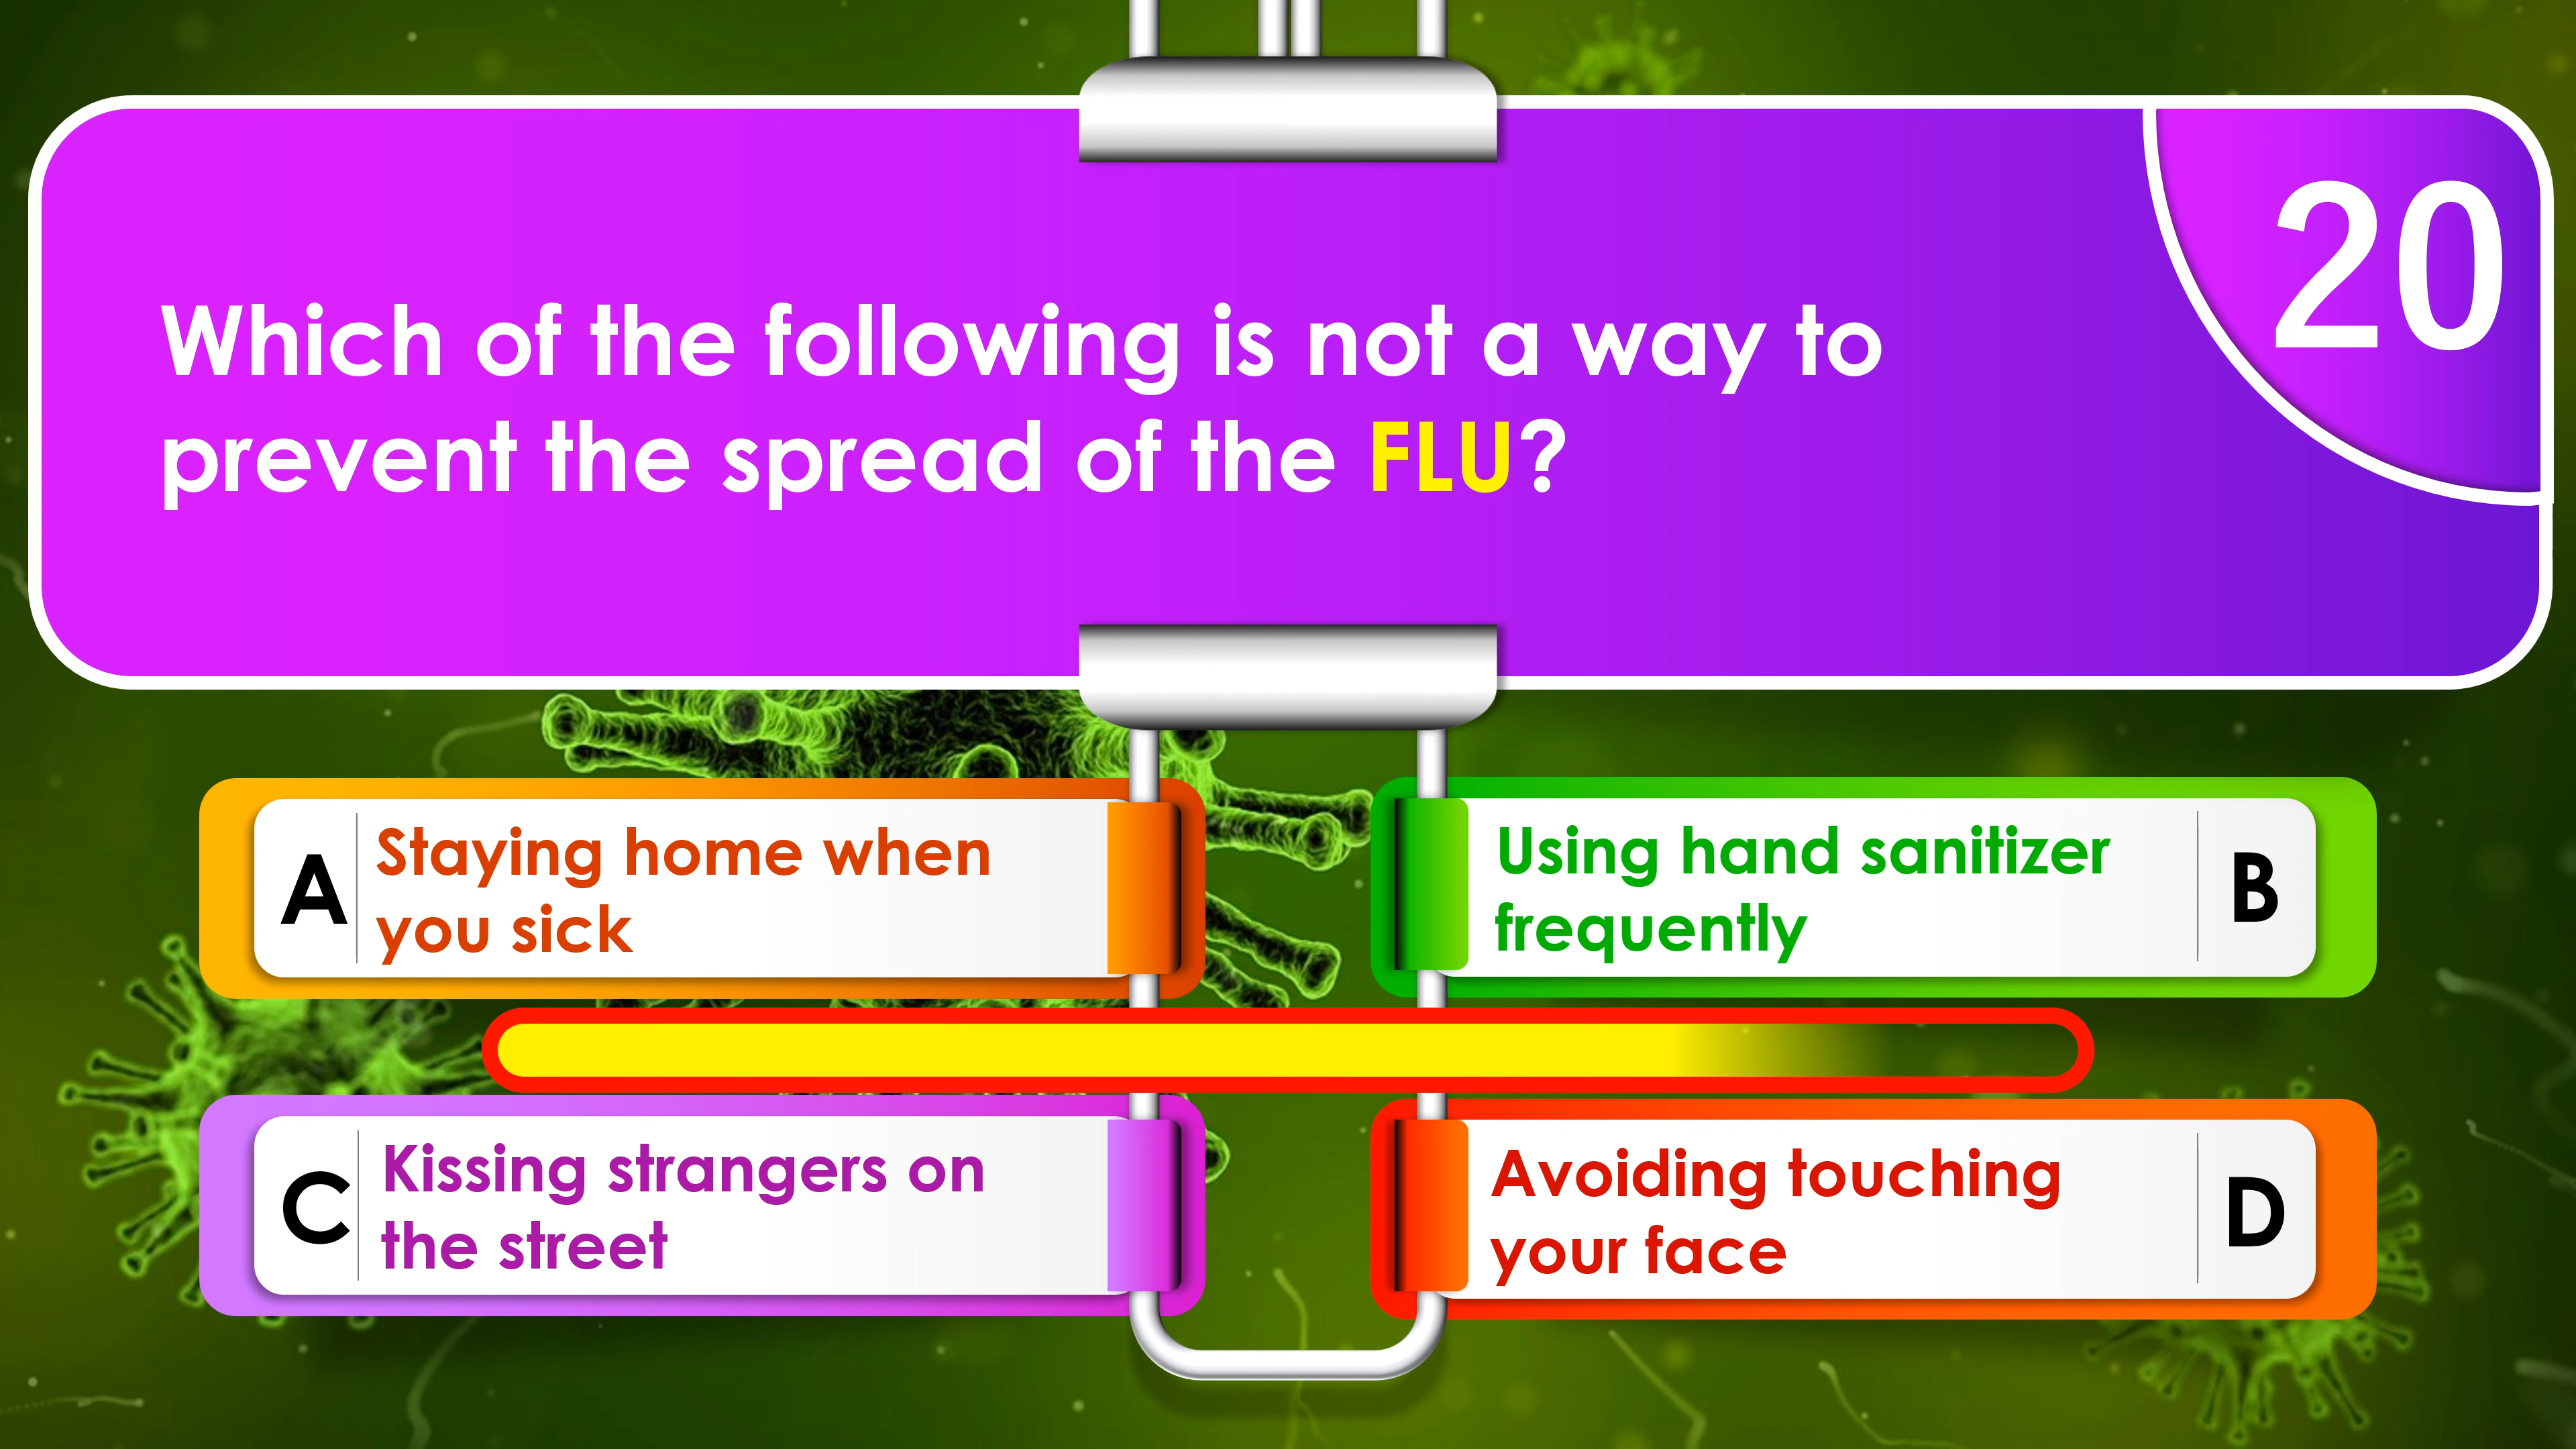 20
Which of the following is not a way to
prevent the spread of the FLU?
A
Staying home when
you sick
Using hand sanitizer
frequently
B
C
Kissing strangers on
the street
Avoiding touching
your face
D